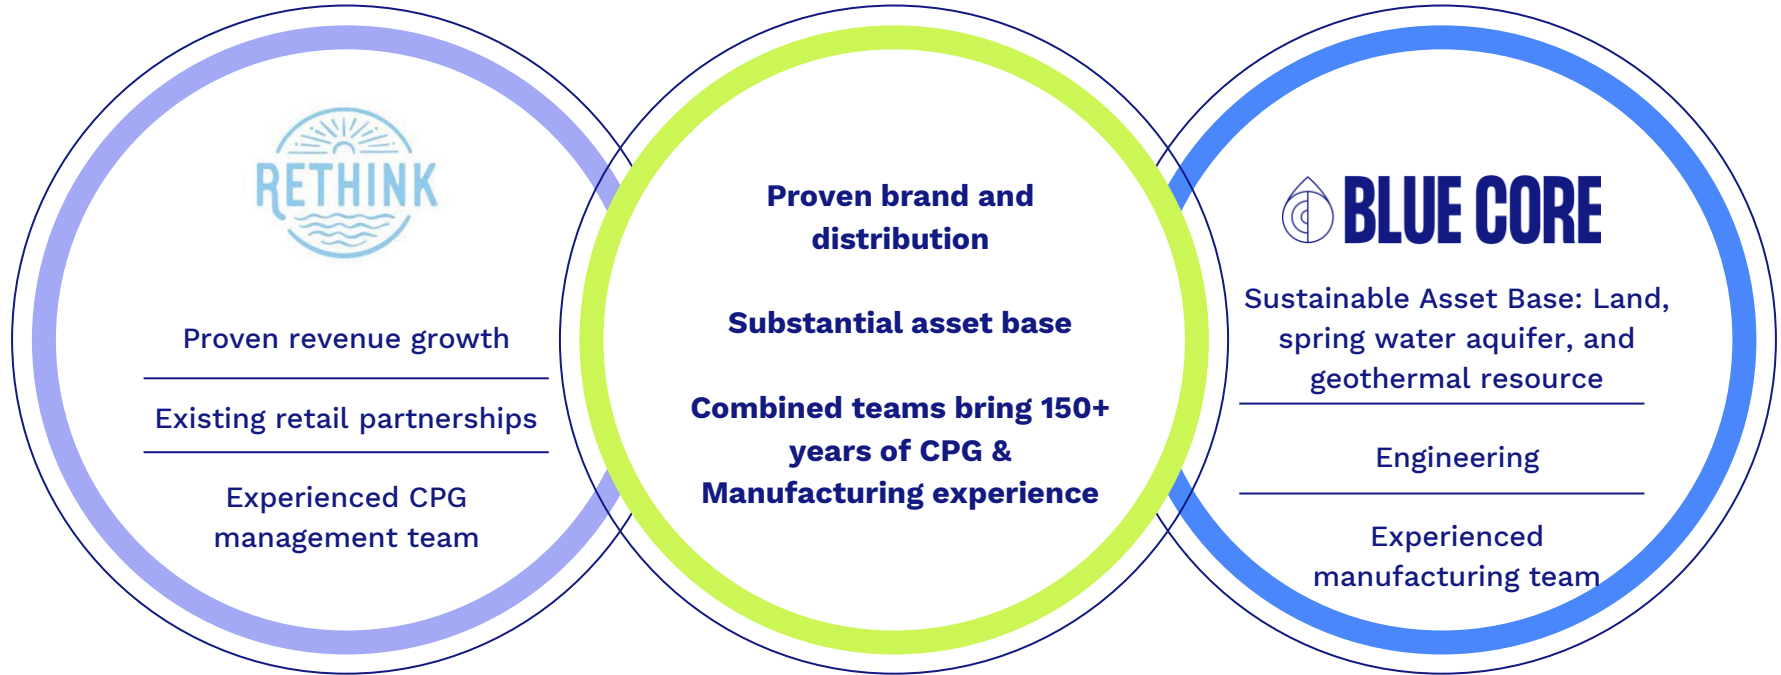 RETHINK
Proven revenue growth
Existing retail partnerships
Experienced CPG
management team
Proven brand and
distribution
Substantial asset base
Combined teams bring 150+
years of CPG &
Manufacturing experience
BLUE CORE
Sustainable Asset Base: Land,
spring water aquifer, and
geothermal resource
Engineering
Experienced
manufacturing team